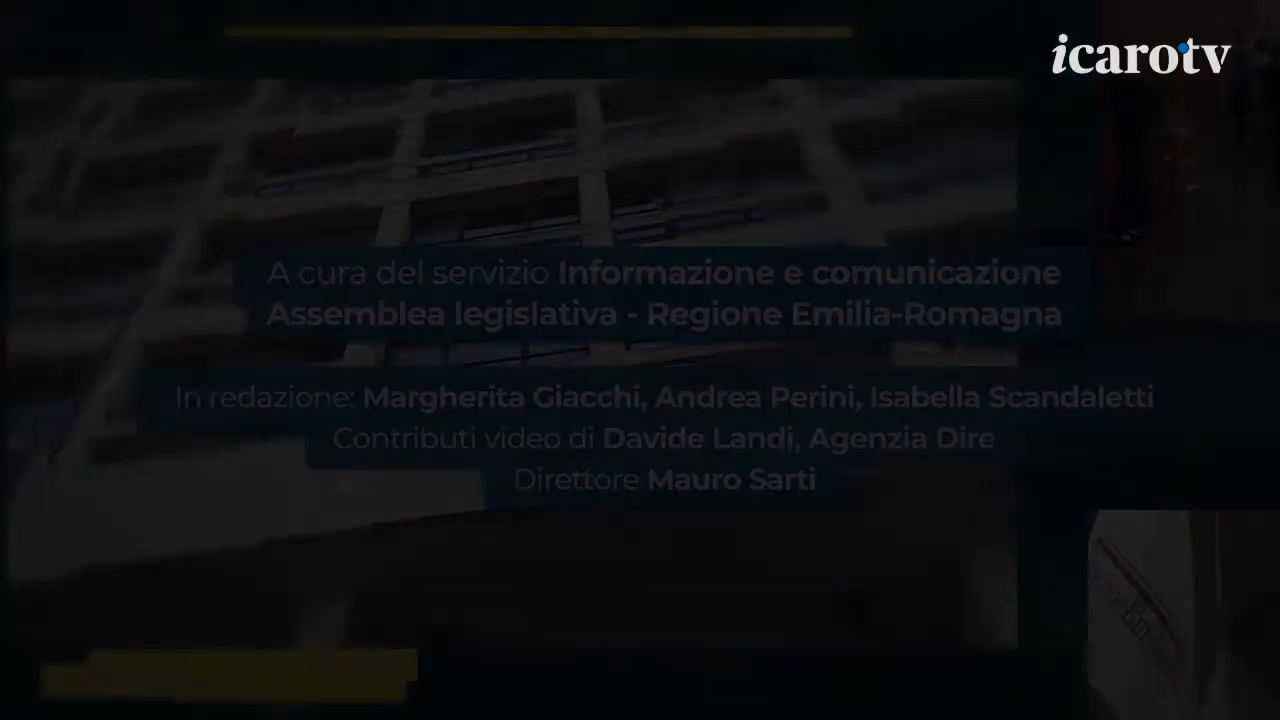 icarotv
A cura del servizio Informazione e comunicazione
Assemblea legislativa - Regione Emilia-Romagna
In redazione: Margherita Giacchi, Andrea Perini, Isabella Scandaletti
Contributi video di Davide Landi, Agenzia Dire
Direttore Mauro Sarti